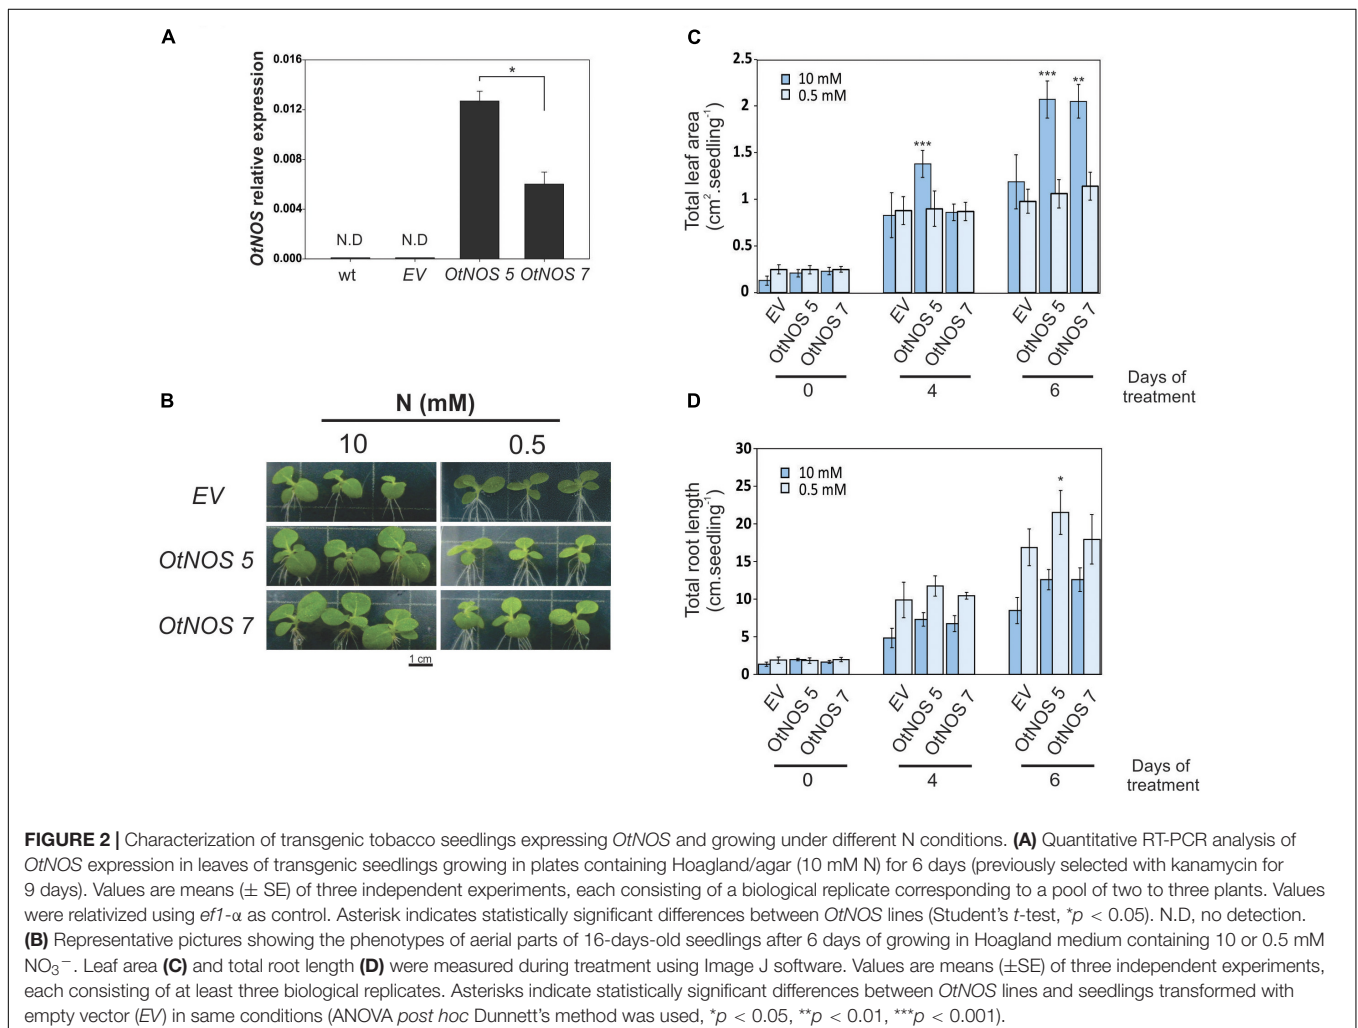 A
OtNOS relative expression
0.016
0.012
0.008
0.004
0.000
N.D
N.D
*
wt
EV
OtNOS 5
OtNOS 7
B
N (mM)
10
0.5
EV
OtNOS 5
OtNOS 7
1 cm
C
Total leaf area
(cm².seedling⁻¹)
2.5
2
1.5
1
0.5
0
10 mM
0.5 mM
***
***
**
EV
OtNOS 5
OtNOS 7
EV
OtNOS 5
OtNOS 7
EV
OtNOS 5
OtNOS 7
0
4
6
Days of
treatment
D
Total root length
(cm.seedling⁻¹)
30
25
20
15
10
5
0
10 mM
0.5 mM
*
EV
OtNOS 5
OtNOS 7
EV
OtNOS 5
OtNOS 7
EV
OtNOS 5
OtNOS 7
0
4
6
Days of
treatment
FIGURE 2 | Characterization of transgenic tobacco seedlings expressing OtNOS and growing under different N conditions. (A) Quantitative RT-PCR analysis of
OtNOS expression in leaves of transgenic seedlings growing in plates containing Hoagland/agar (10 mM N) for 6 days (previously selected with kanamycin for
9 days). Values are means (± SE) of three independent experiments, each consisting of a biological replicate corresponding to a pool of two to three plants. Values
were relativized using ef1-α as control. Asterisk indicates statistically significant differences between OtNOS lines (Student's t-test, *p < 0.05). N.D, no detection.
(B) Representative pictures showing the phenotypes of aerial parts of 16-days-old seedlings after 6 days of growing in Hoagland medium containing 10 or 0.5 mM
NO₃⁻. Leaf area (C) and total root length (D) were measured during treatment using Image J software. Values are means (±SE) of three independent experiments,
each consisting of at least three biological replicates. Asterisks indicate statistically significant differences between OtNOS lines and seedlings transformed with
empty vector (EV) in same conditions (ANOVA post hoc Dunnett's method was used, *p < 0.05, **p < 0.01, ***p < 0.001).